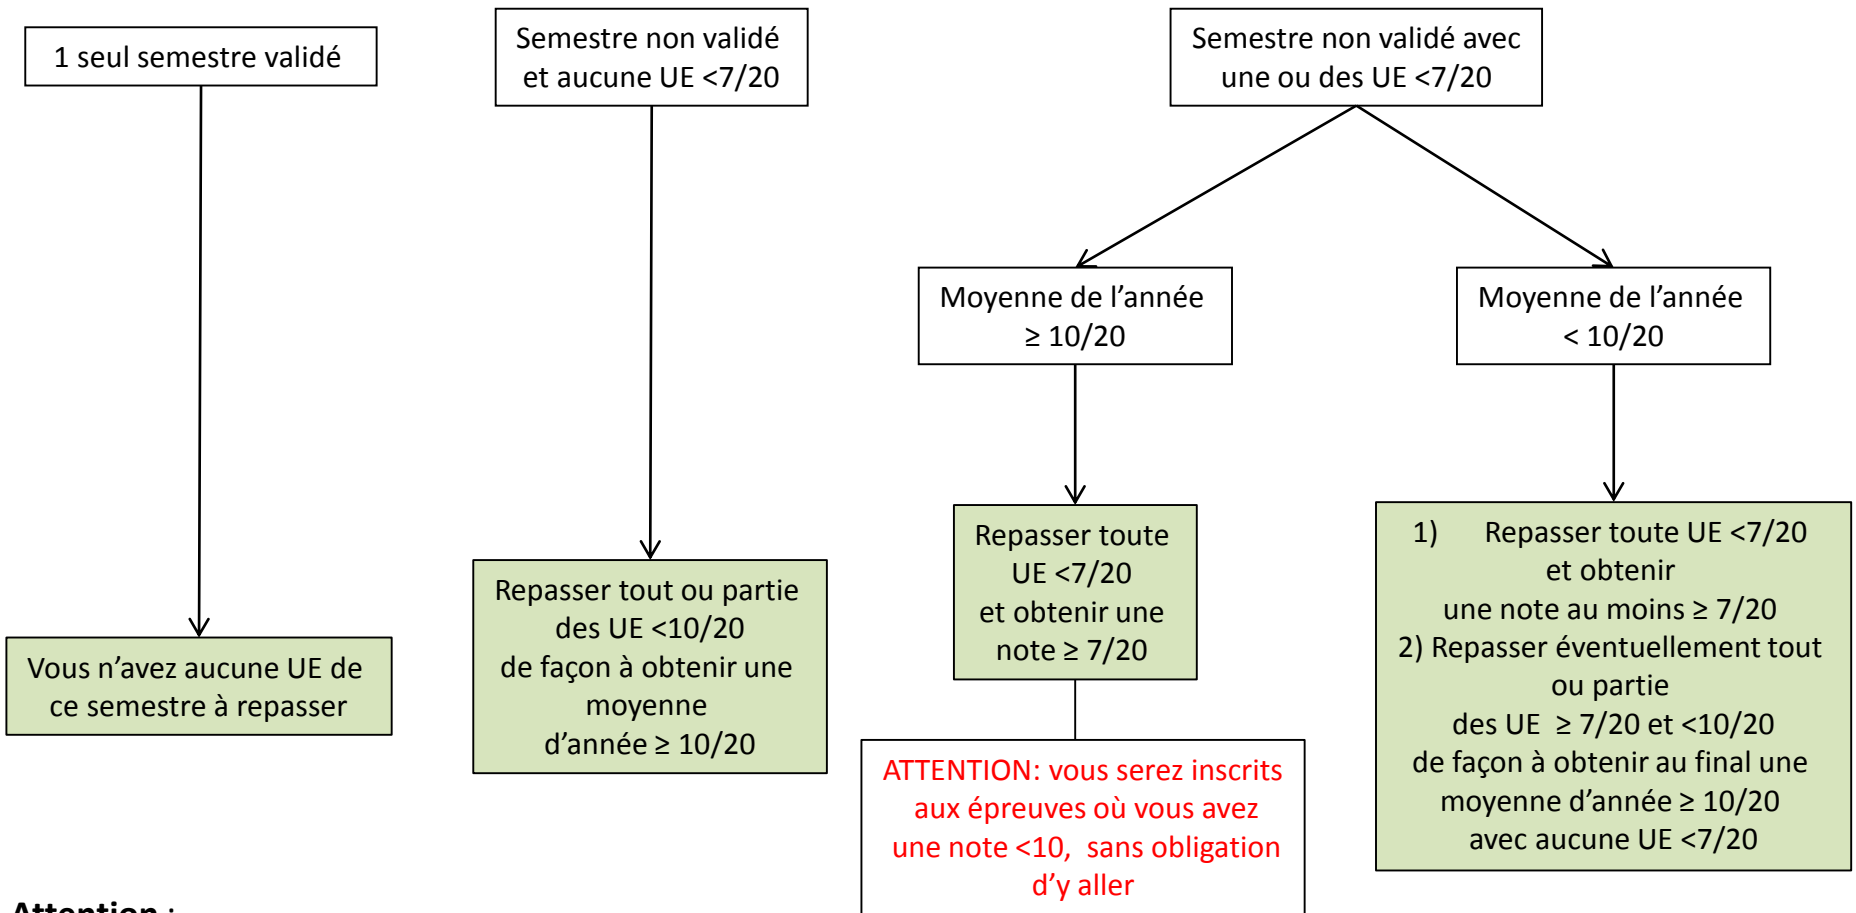 1 seul semestre validé
Semestre non validé
et aucune UE <7/20
Semestre non validé avec
une ou des UE <7/20
Moyenne de l'année
≥ 10/20
Moyenne de l'année
< 10/20
Vous n'avez aucune UE de
ce semestre à repasser
Repasser tout ou partie
des UE <10/20
de façon à obtenir une
moyenne
d'année ≥ 10/20
Repasser toute
UE <7/20
et obtenir une
note ≥ 7/20
ATTENTION: vous serez inscrits
aux épreuves où vous avez
une note <10, sans obligation
d'y aller
1) Repasser toute UE <7/20
et obtenir
une note au moins ≥ 7/20
2) Repasser éventuellement tout
ou partie
des UE ≥ 7/20 et <10/20
de façon à obtenir au final une
moyenne d'année ≥ 10/20
avec aucune UE <7/20
Attention :